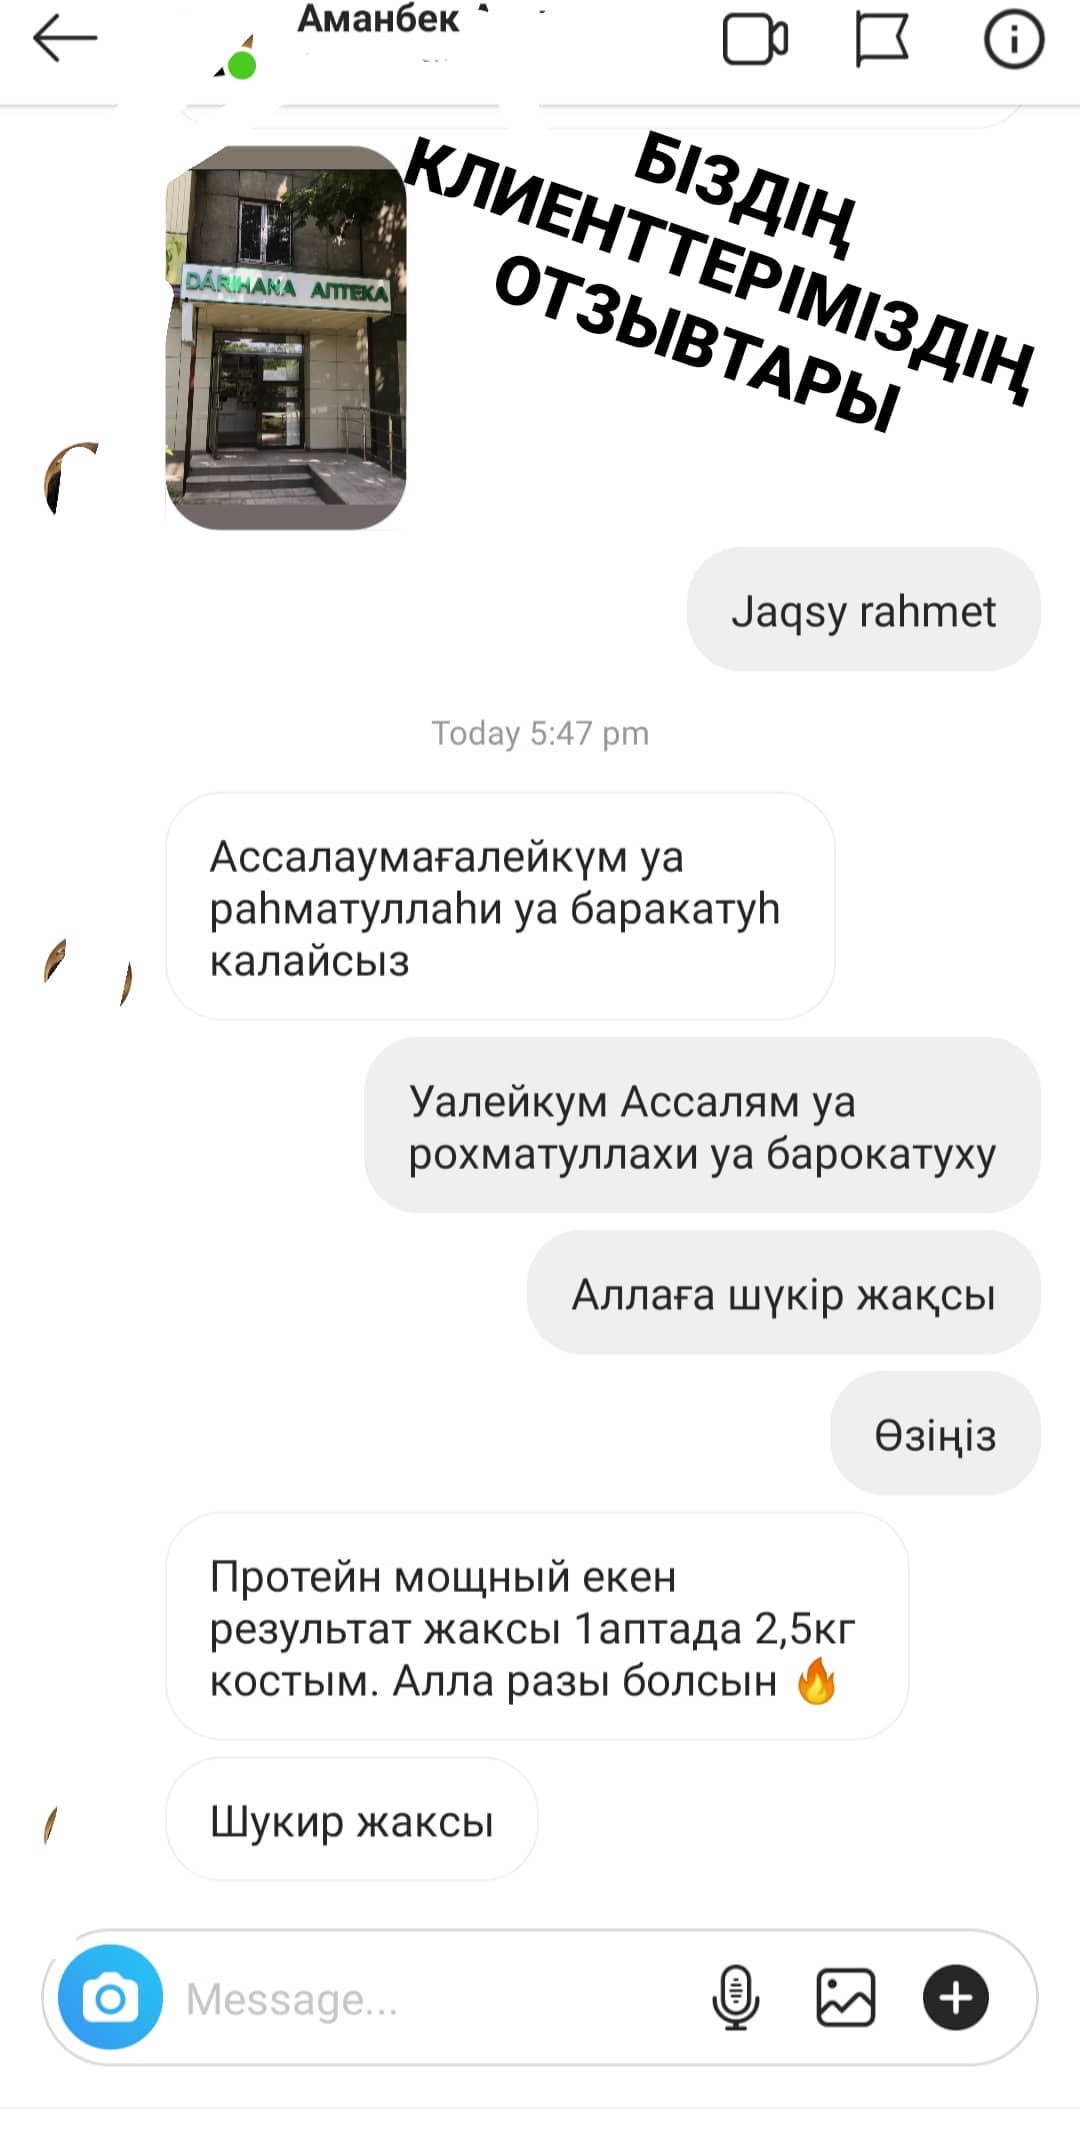 Аманбек
БІЗДІҢ
КЛИЕНТТЕРІМІЗДІҢ
ОТЗЫВТАРЫ
DÁRIHANA АПТЕКА
Jaqsy rahmet
Today 5:47 pm
Ассалаумағалейкүм уа
раһматуллаһи уа баракатуһ
калайсыз
Уалейкум Ассалям уа
рохматуллахи уа барокатуху
Аллаға шүкір жақсы
Өзіңіз
Протейн мощный екен
результат жаксы 1аптада 2,5кг
костым. Алла разы болсын 🔥
Шукир жаксы
Message...